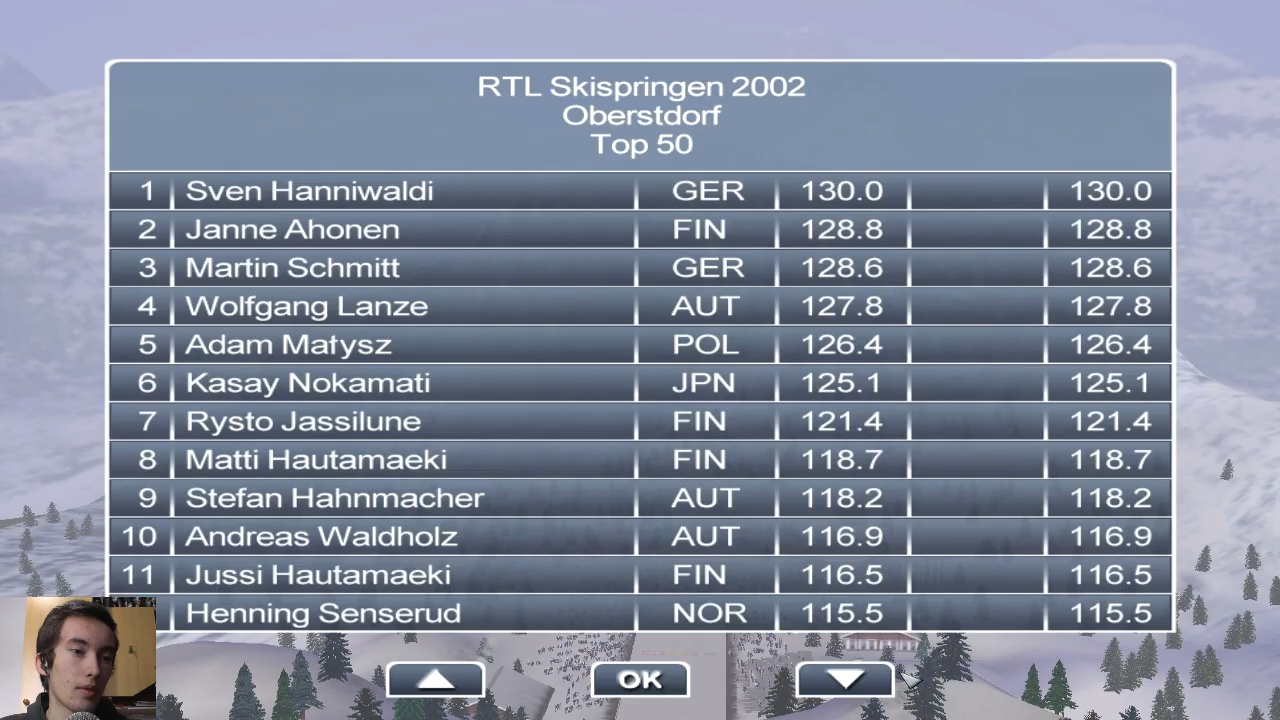 RTL Skispringen 2002
Oberstdorf
Top 50
1 Sven Hanniwaldi GER 130.0 130.0
2 Janne Ahonen FIN 128.8 128.8
3 Martin Schmitt GER 128.6 128.6
4 Wolfgang Lanze AUT 127.8 127.8
5 Adam Małysz POL 126.4 126.4
6 Kasay Nokamati JPN 125.1 125.1
7 Rysto Jassilune FIN 121.4 121.4
8 Matti Hautamaeki FIN 118.7 118.7
9 Stefan Hahnmacher AUT 118.2 118.2
10 Andreas Waldholz AUT 116.9 116.9
11 Jussi Hautamaeki FIN 116.5 116.5
Henning Senserud NOR 115.5 115.5
OK